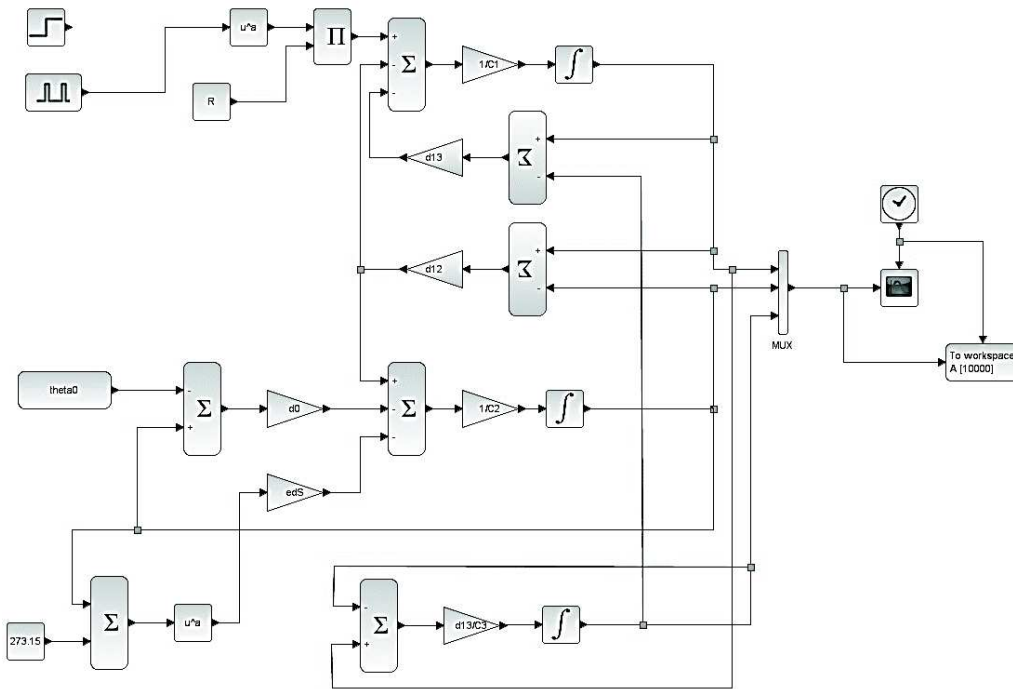 u^a
Π
R
+
-
-
Σ
1/C1
∫
d13
Σ
+
-
d12
Σ
+
-
MUX
To workspace
A [10000]
theta0
-
+
Σ
d0
+
-
-
Σ
1/C2
∫
edS
273.15
Σ
u^a
-
+
Σ
d13/C3
∫